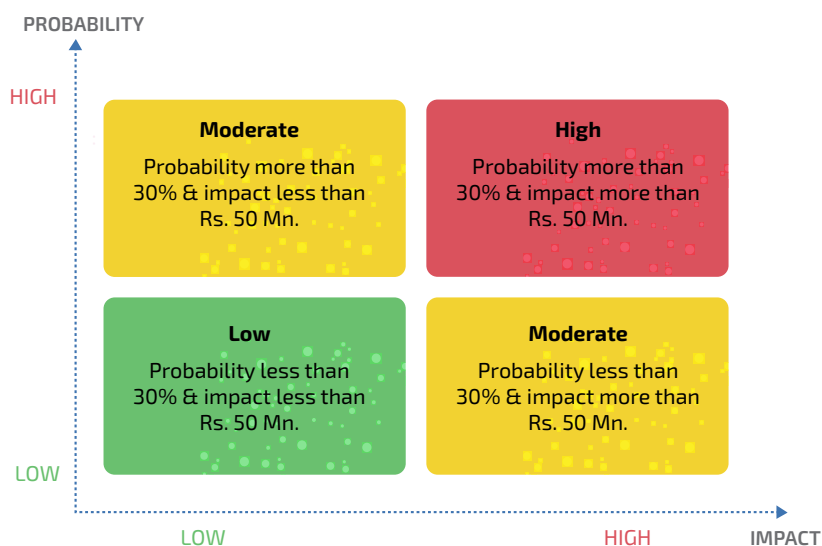 PROBABILITY
HIGH
Moderate
Probability more than
30% & impact less than
Rs. 50 Mn.
High
Probability more than
30% & impact more than
Rs. 50 Mn.
Low
Probability less than
30% & impact less than
Rs. 50 Mn.
Moderate
Probability less than
30% & impact more than
Rs. 50 Mn.
LOW
LOW
HIGH
IMPACT